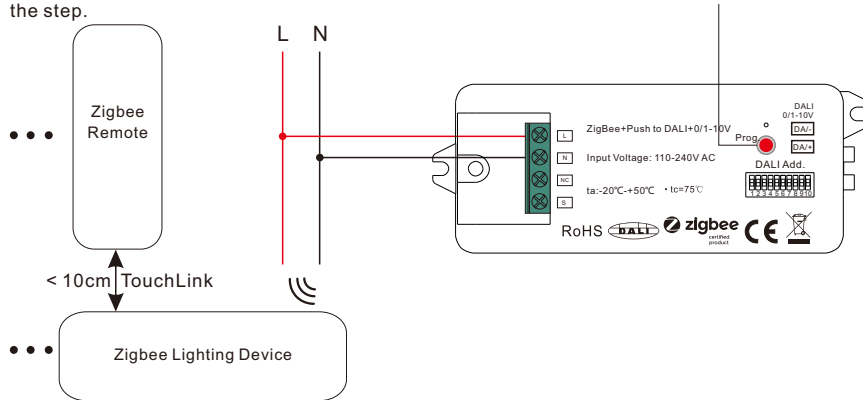 the step.
L N
Zigbee
Remote
< 10cm TouchLink
Zigbee Lighting Device
L
N
NC
S
ZigBee+Push to DALI+0/1-10V
Input Voltage: 110-240V AC
ta:-20℃-+50℃ • tc=75℃
RoHS DALI zigbee
certified
product
CE
Prog.
DALI
0/1-10V
DA/-
DA/+
DALI Add.
1 2 3 4 5 6 7 8 9 10